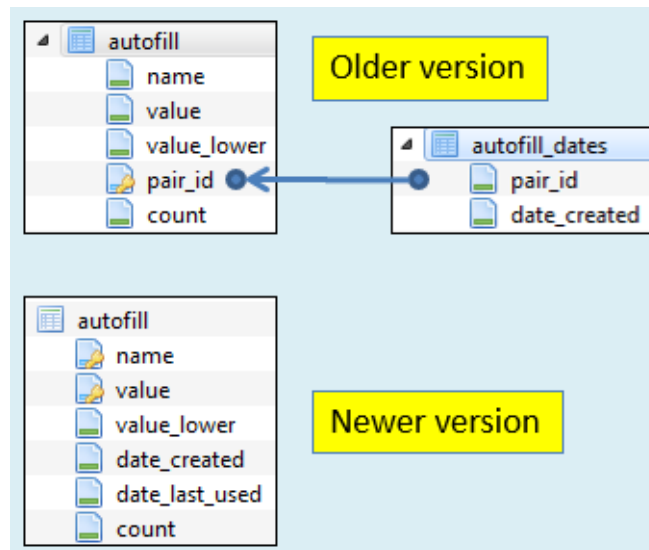 autofill
name
value
value_lower
pair_id
count
Older version
autofill_dates
pair_id
date_created
autofill
name
value
value_lower
date_created
date_last_used
count
Newer version